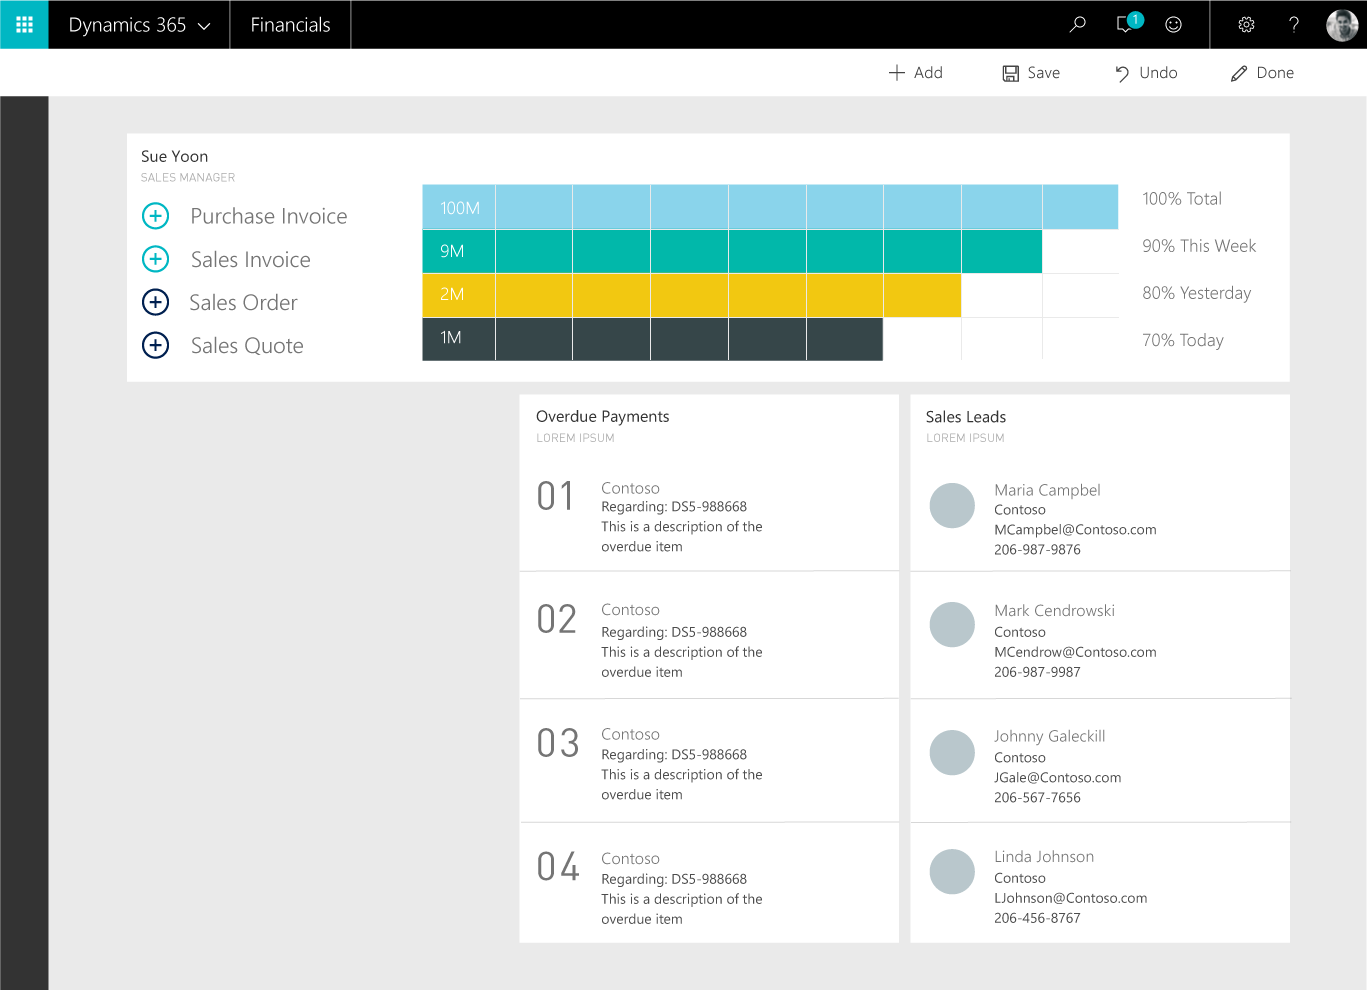 Dynamics 365
Financials
1
?
Add
Save
Undo
Done
Sue Yoon
SALES MANAGER
Purchase Invoice
Sales Invoice
Sales Order
Sales Quote
100M
9M
2M
1M
100% Total
90% This Week
80% Yesterday
70% Today
Overdue Payments
LOREM IPSUM
01
Contoso
Regarding: DS5-988668
This is a description of the
overdue item
02
Contoso
Regarding: DS5-988668
This is a description of the
overdue item
03
Contoso
Regarding: DS5-988668
This is a description of the
overdue item
04
Contoso
Regarding: DS5-988668
This is a description of the
overdue item
Sales Leads
LOREM IPSUM
Maria Campbel
Contoso
MCampbel@Contoso.com
206-987-9876
Mark Cendrowski
Contoso
MCendrow@Contoso.com
206-987-9987
Johnny Galeckill
Contoso
JGale@Contoso.com
206-567-7656
Linda Johnson
Contoso
LJohnson@Contoso.com
206-456-8767